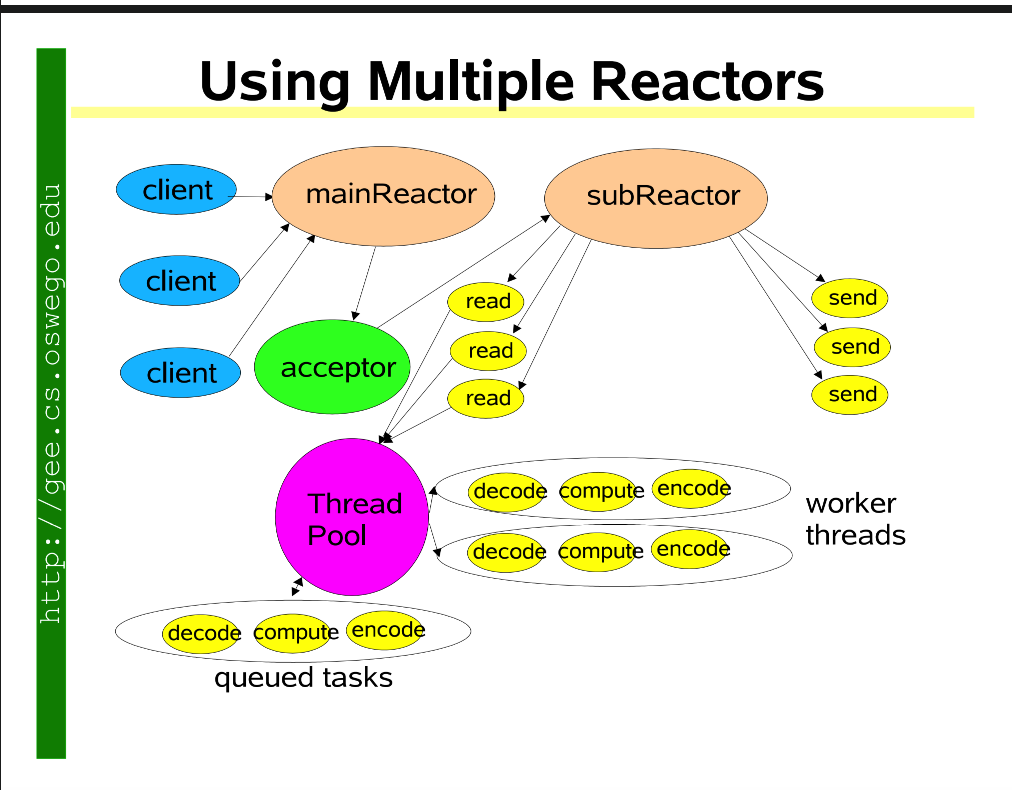 Using Multiple Reactors
http://gee.cs.oswego.edu
client
mainReactor
subReactor
client
client
acceptor
read
read
read
send
send
send
Thread
Pool
decode compute encode
decode compute encode
worker
threads
decode compute encode
queued tasks